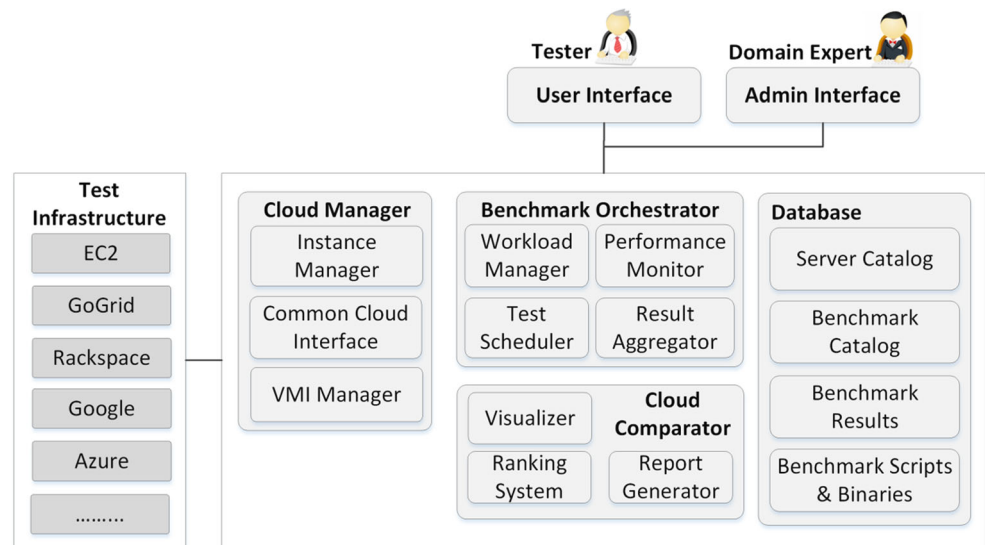 Tester
Domain Expert
User Interface
Admin Interface
Test
Infrastructure
EC2
GoGrid
Rackspace
Google
Azure
……...
Cloud Manager
Instance
Manager
Common Cloud
Interface
VMI Manager
Benchmark Orchestrator
Workload
Manager
Performance
Monitor
Test
Scheduler
Result
Aggregator
Visualizer
Cloud
Comparator
Ranking
System
Report
Generator
Database
Server Catalog
Benchmark
Catalog
Benchmark
Results
Benchmark Scripts
& Binaries